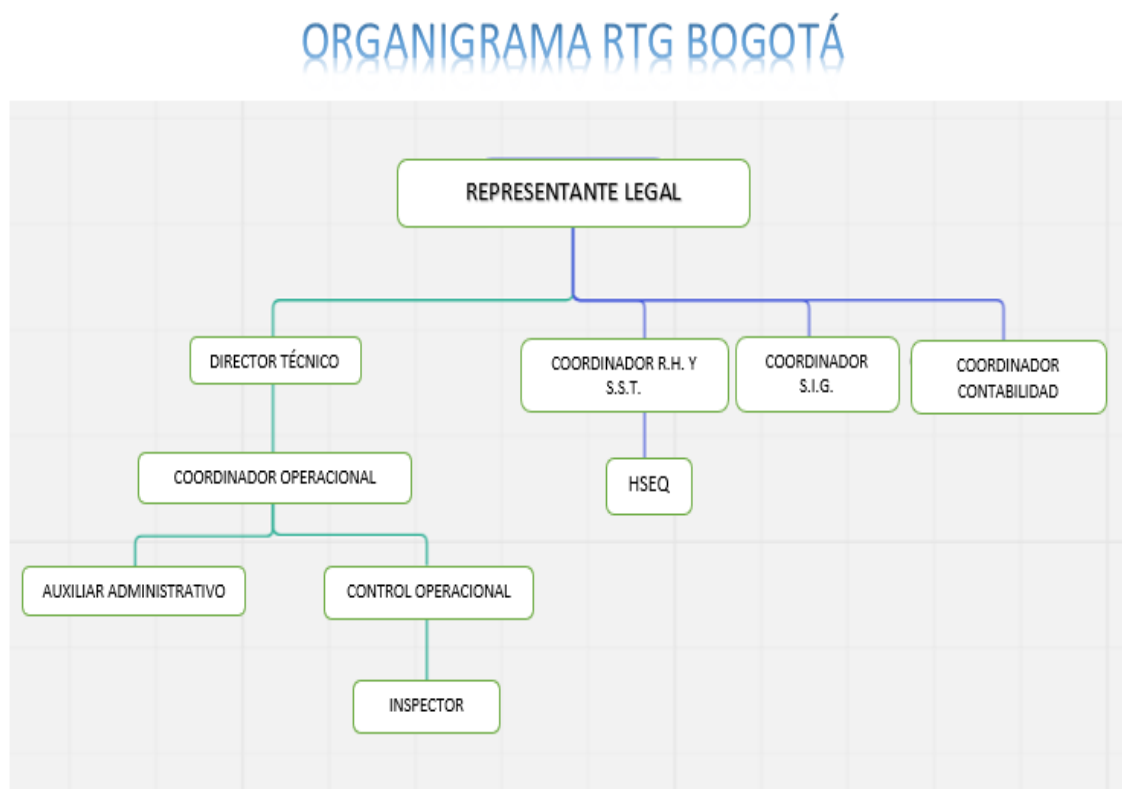 ORGANIGRAMA RTG BOGOTÁ
REPRESENTANTE LEGAL
DIRECTOR TÉCNICO
COORDINADOR R.H. Y
S.S.T.
COORDINADOR
S.I.G.
COORDINADOR
CONTABILIDAD
COORDINADOR OPERACIONAL
HSEQ
AUXILIAR ADMINISTRATIVO
CONTROL OPERACIONAL
INSPECTOR